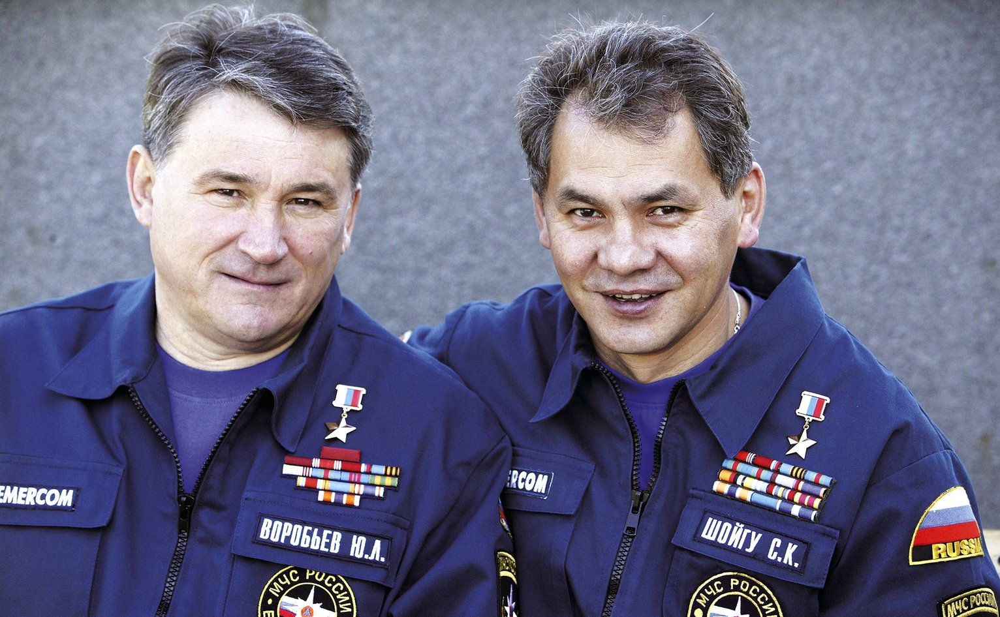 EMERCOM
ВОРОБЬЕВ Ю.Л.
МЧС РОССИИ
ERCOM
ШОЙГУ С.К.
МЧС РОССИИ
RUSSIA
МЧС РОССИИ